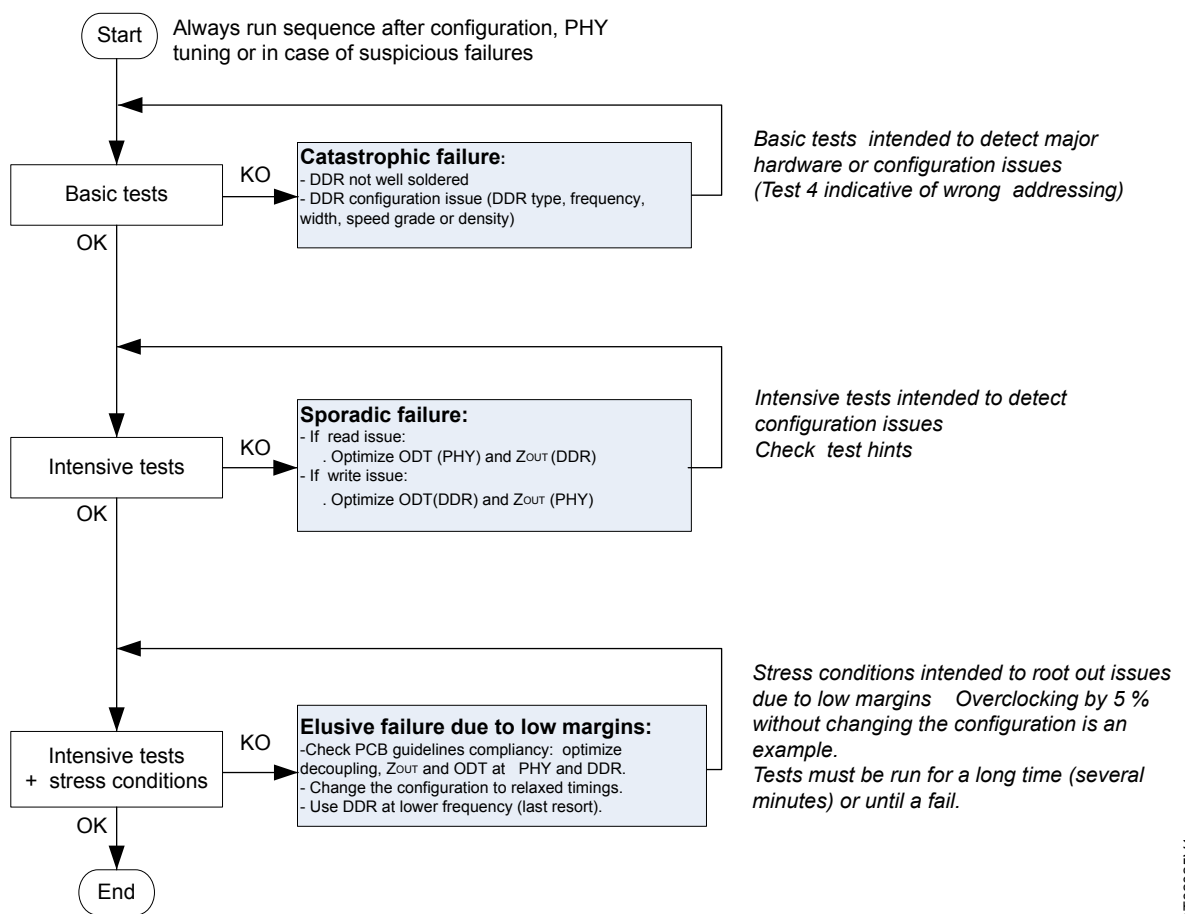 Start
Always run sequence after configuration, PHY
tuning or in case of suspicious failures
Basic tests
KO
OK
Catastrophic failure:
- DDR not well soldered
- DDR configuration issue (DDR type, frequency,
width, speed grade or density)
Basic tests intended to detect major
hardware or configuration issues
(Test 4 indicative of wrong addressing)
Intensive tests
KO
OK
Sporadic failure:
- If read issue:
. Optimize ODT (PHY) and ZOUT (DDR)
- If write issue:
. Optimize ODT(DDR) and ZOUT (PHY)
Intensive tests intended to detect
configuration issues
Check test hints
Intensive tests
+ stress conditions
KO
OK
Elusive failure due to low margins:
-Check PCB guidelines compliancy: optimize
decoupling, ZOUT and ODT at PHY and DDR.
- Change the configuration to relaxed timings.
- Use DDR at lower frequency (last resort).
Stress conditions intended to root out issues
due to low margins Overclocking by 5 %
without changing the configuration is an
example.
Tests must be run for a long time (several
minutes) or until a fail.
End